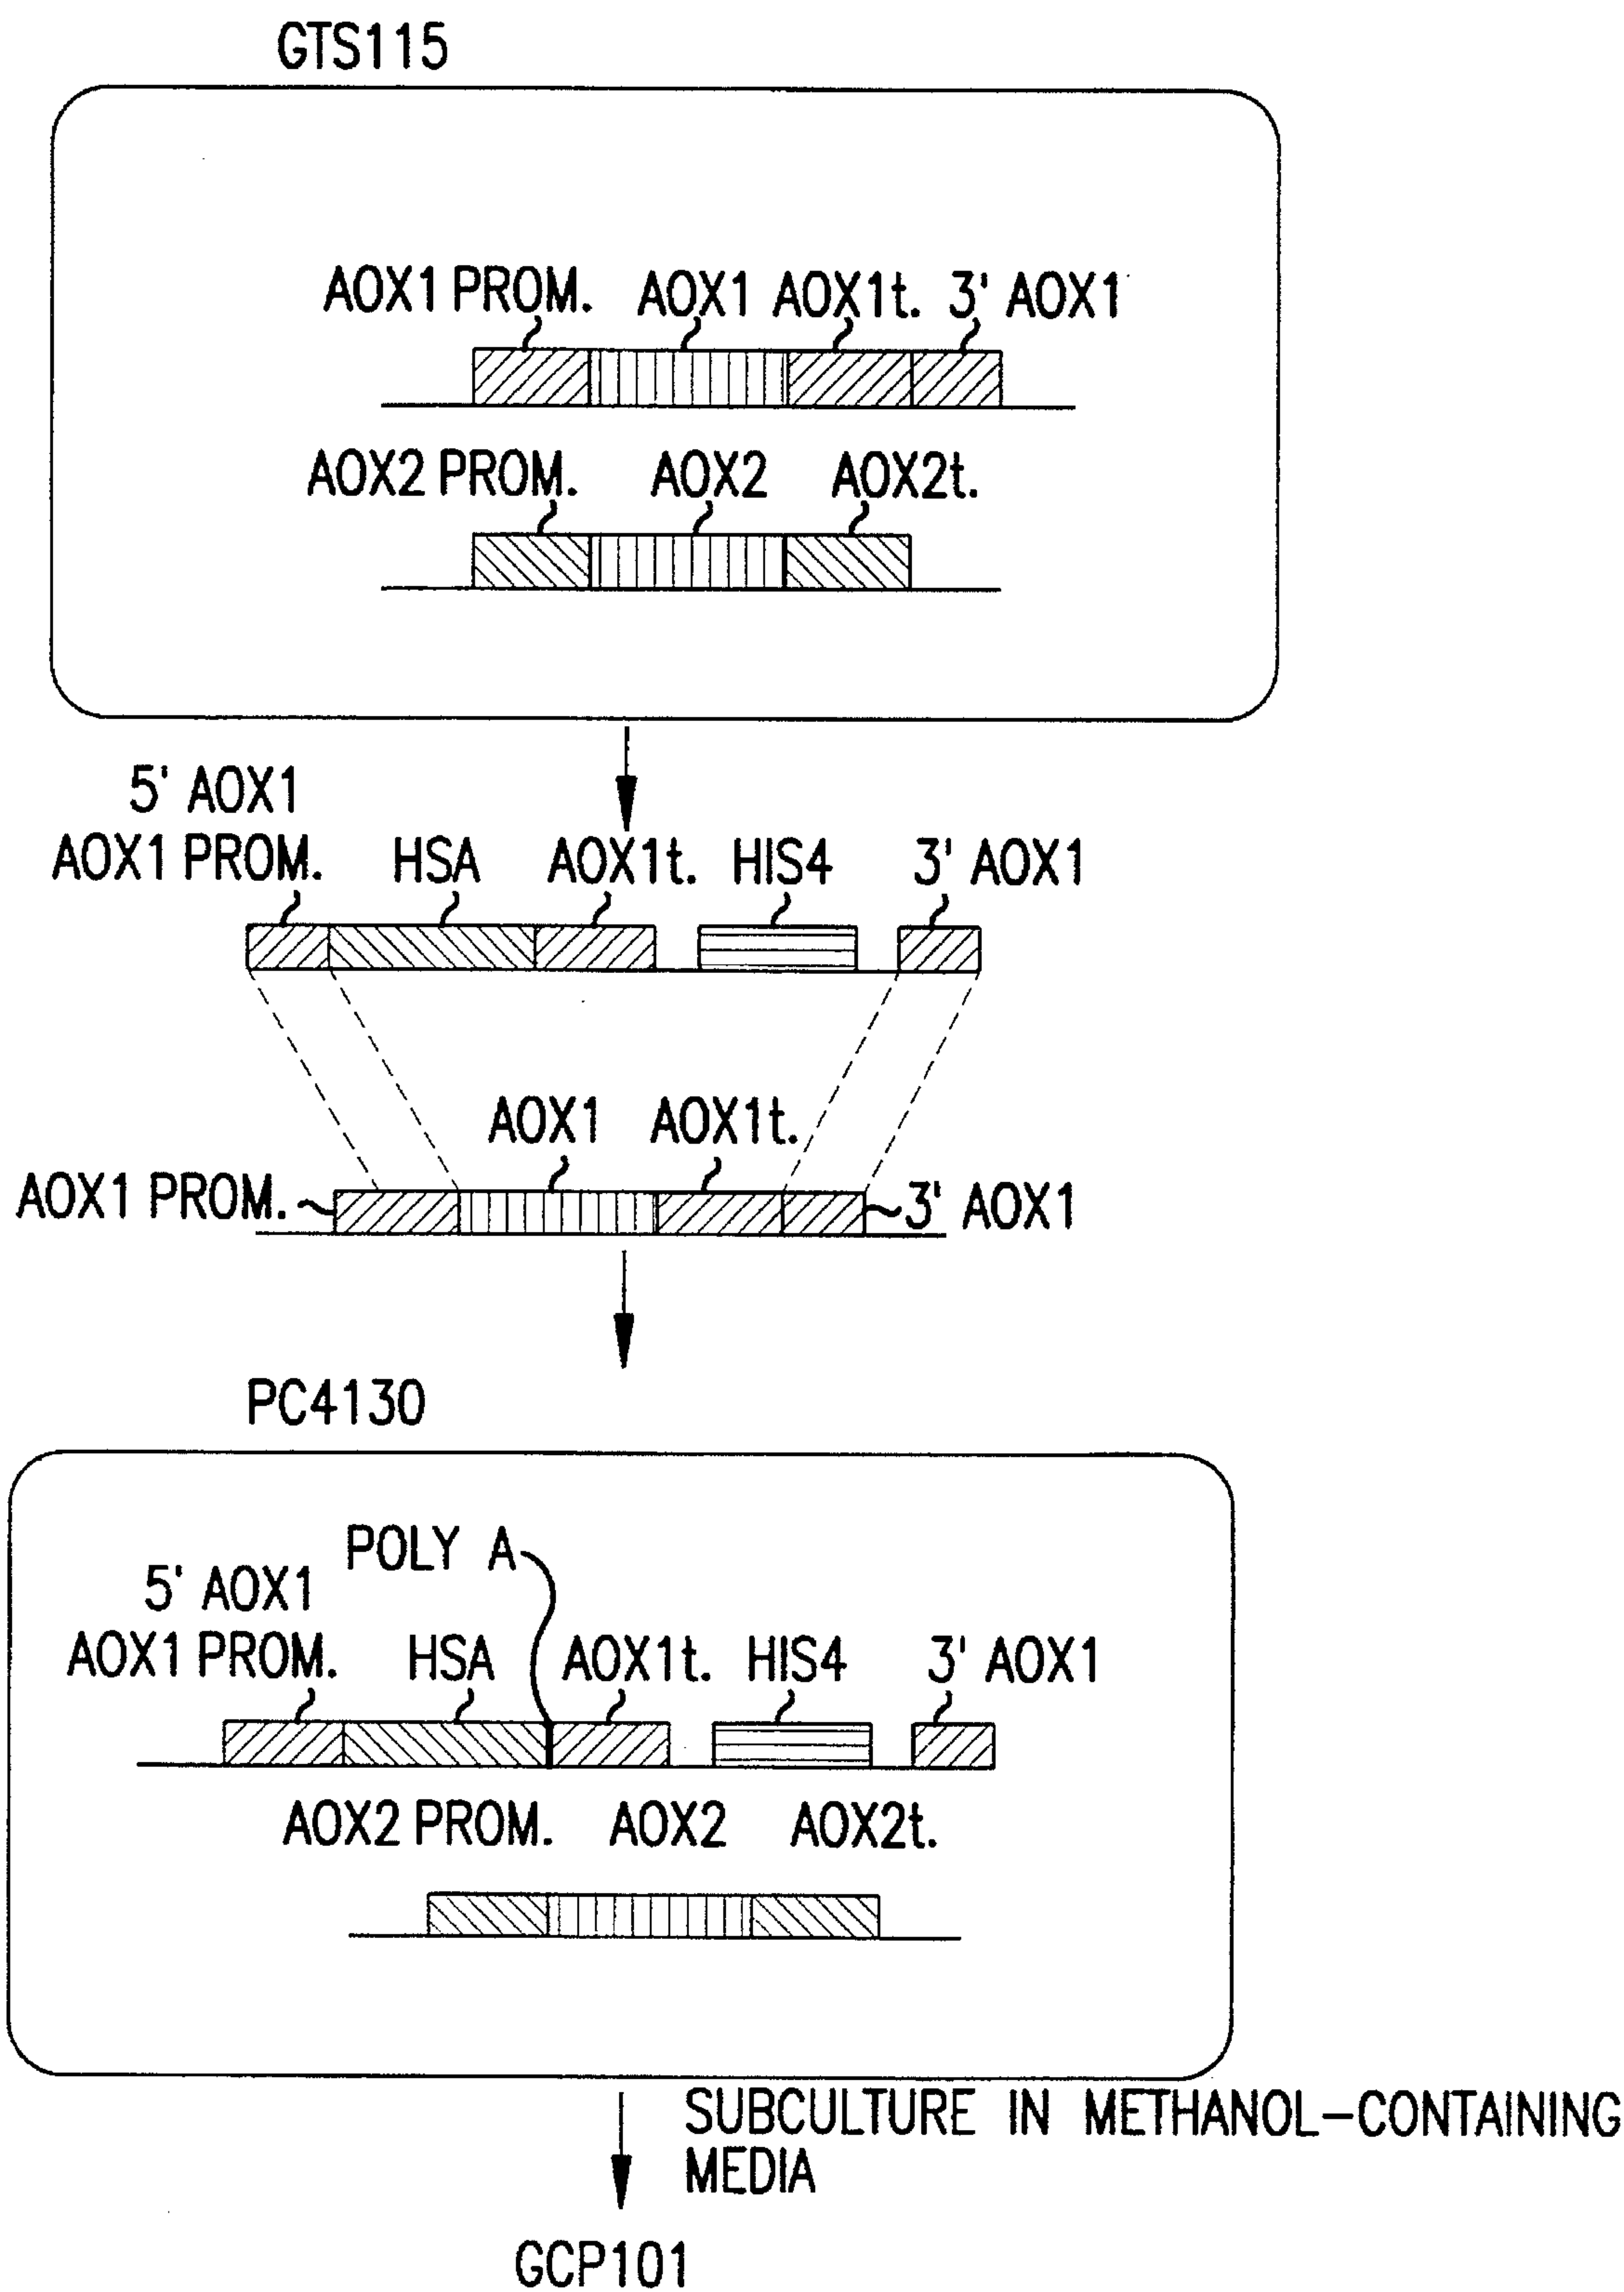 GTS115
AOX1 PROM. AOX1 AOX1t. 3' AOX1
AOX2 PROM. AOX2 AOX2t.
5' AOX1
AOX1 PROM. HSA AOX1t. HIS4 3' AOX1
AOX1 AOX1t.
AOX1 PROM. 3' AOX1
PC4130
POLY A
5' AOX1
AOX1 PROM. HSA AOX1t. HIS4 3' AOX1
AOX2 PROM. AOX2 AOX2t.
SUBCULTURE IN METHANOL-CONTAINING
MEDIA
GCP101